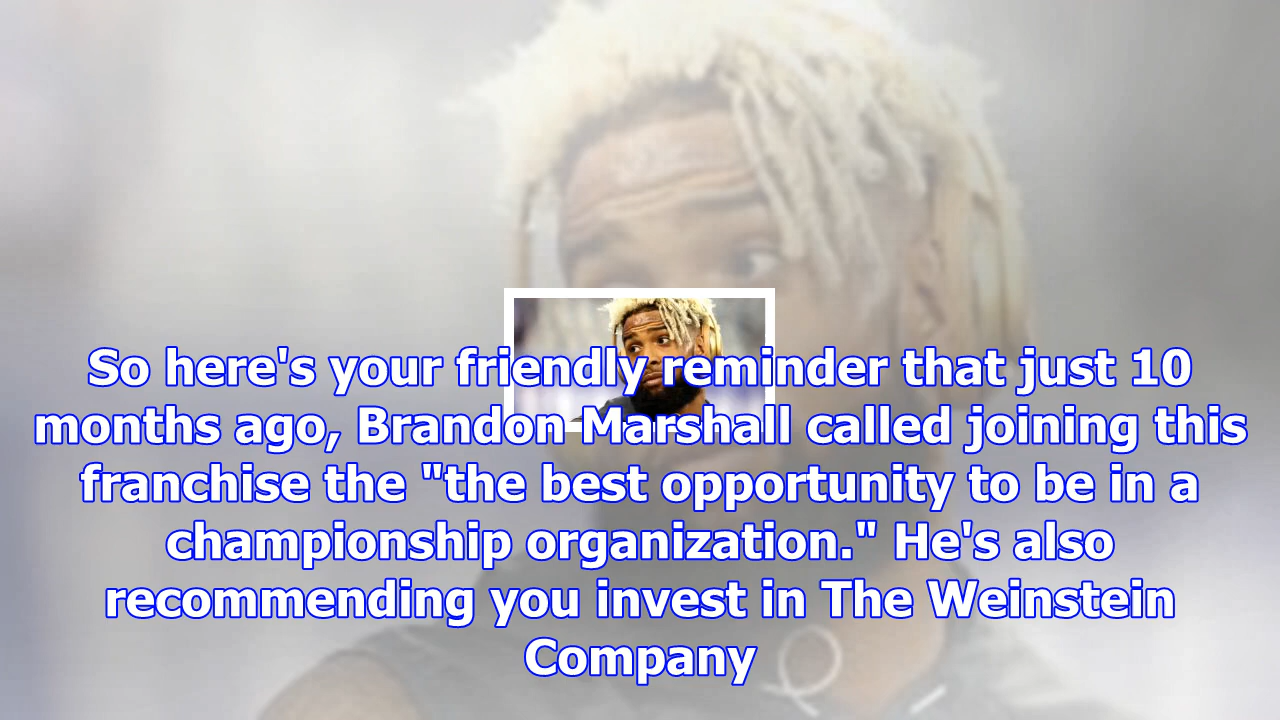 So here's your friendly reminder that just 10
months ago, Brandon Marshall called joining this
franchise the "the best opportunity to be in a
championship organization." He's also
recommending you invest in The Weinstein
Company